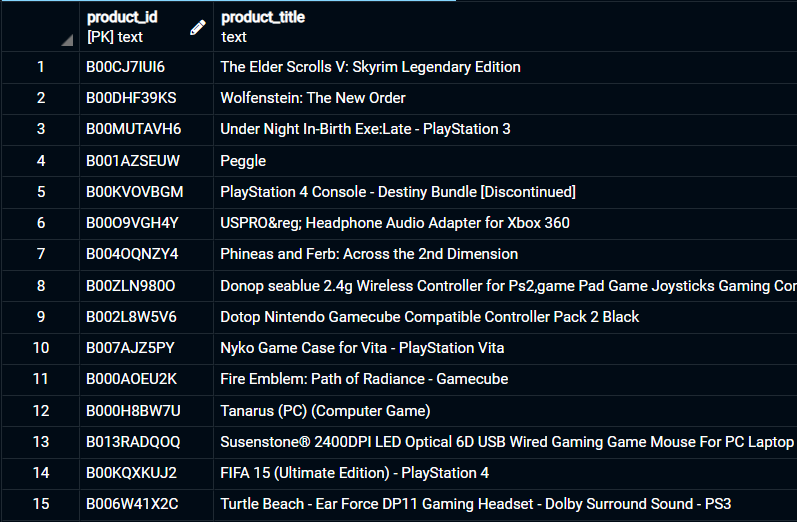 product_id product_title
[PK] text text
1 B00CJ7IUI6 The Elder Scrolls V: Skyrim Legendary Edition
2 B00DHF39KS Wolfenstein: The New Order
3 B00MUTAVH6 Under Night In-Birth Exe:Late - PlayStation 3
4 B001AZSEUW Peggle
5 B00KVOVBGM PlayStation 4 Console - Destiny Bundle [Discontinued]
6 B00O9VGH4Y USPRO&reg; Headphone Audio Adapter for Xbox 360
7 B004OQNZY4 Phineas and Ferb: Across the 2nd Dimension
8 B00ZLN980O Donop seablue 2.4g Wireless Controller for Ps2,game Pad Game Joysticks Gaming Con
9 B002L8W5V6 Dotop Nintendo Gamecube Compatible Controller Pack 2 Black
10 B007AJZ5PY Nyko Game Case for Vita - PlayStation Vita
11 B000AOEU2K Fire Emblem: Path of Radiance - Gamecube
12 B000H8BW7U Tanarus (PC) (Computer Game)
13 B013RADQOQ Susenstone® 2400DPI LED Optical 6D USB Wired Gaming Game Mouse For PC Laptop
14 B00KQXKUJ2 FIFA 15 (Ultimate Edition) - PlayStation 4
15 B006W41X2C Turtle Beach - Ear Force DP11 Gaming Headset - Dolby Surround Sound - PS3